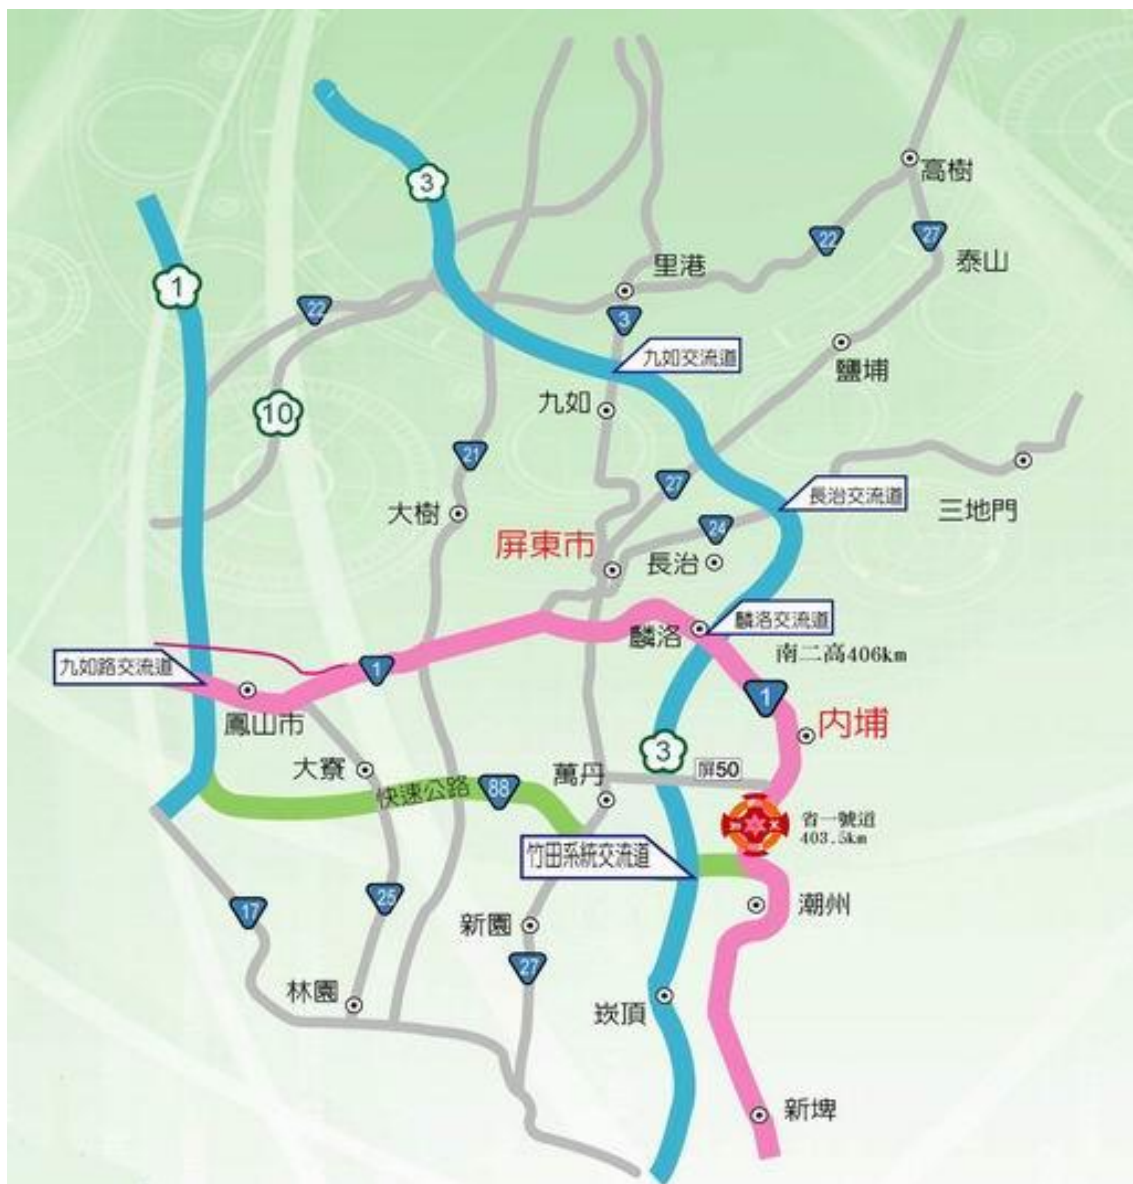 3
高樹
22
27
泰山
里港
1
22
3
九如交流道
鹽埔
九如
10
21
27
長治交流道
三地門
大樹
24
屏東市
長治
麟洛交流道
麟洛
南二高406km
九如路交流道
1
1
鳳山市
內埔
3
大寮
屏50
萬丹
快速公路
88
省一號道
403.5km
竹田系統交流道
25
潮州
17
新園
27
林園
崁頂
新埤